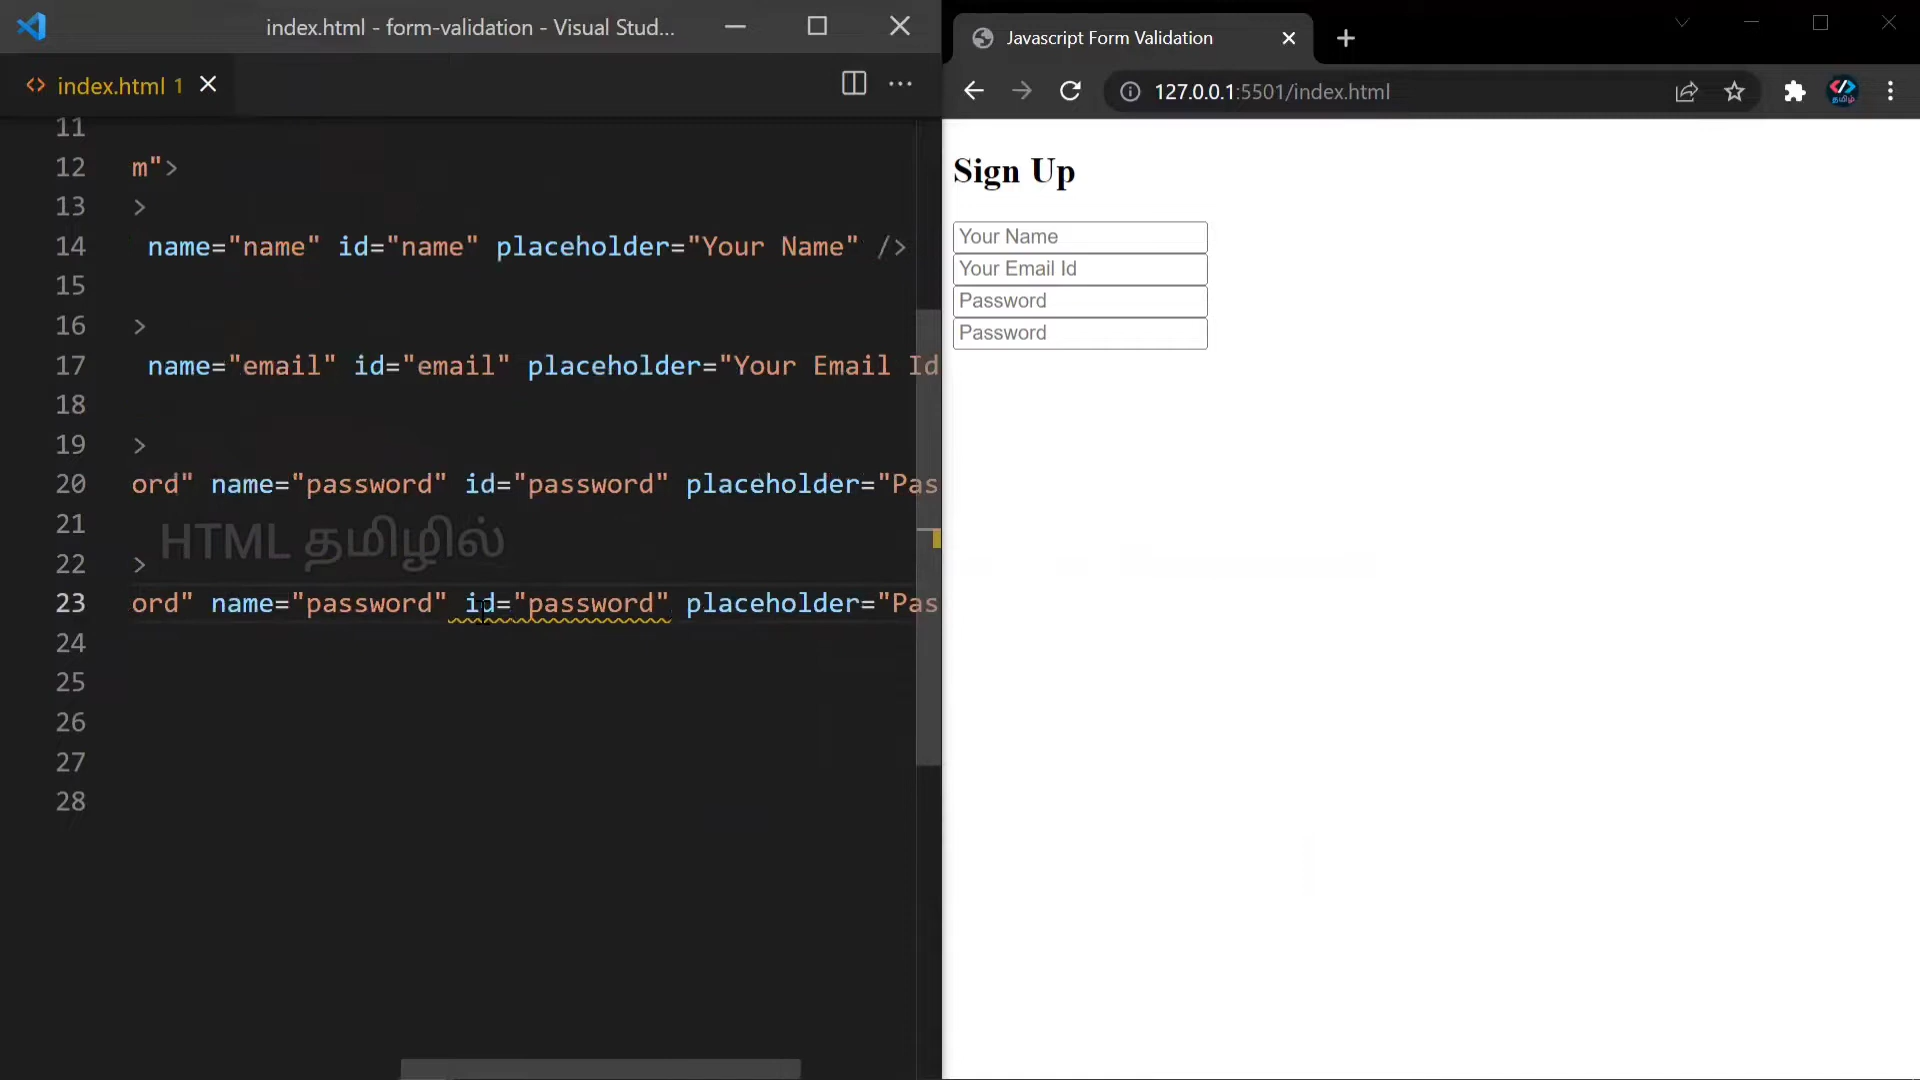 index.html - form-validation - Visual Stud...
index.html 1
11
12 m">
13 >
14 name="name" id="name" placeholder="Your Name" />
15
16 >
17 name="email" id="email" placeholder="Your Email Id
18
19 >
20 ord" name="password" id="password" placeholder="Pas
21
HTML தமிழில்
22 >
23 ord" name="password" id="password" placeholder="Pas
24
25
26
27
28
Javascript Form Validation
127.0.0.1:5501/index.html
தமிழ்
Sign Up
Your Name
Your Email Id
Password
Password